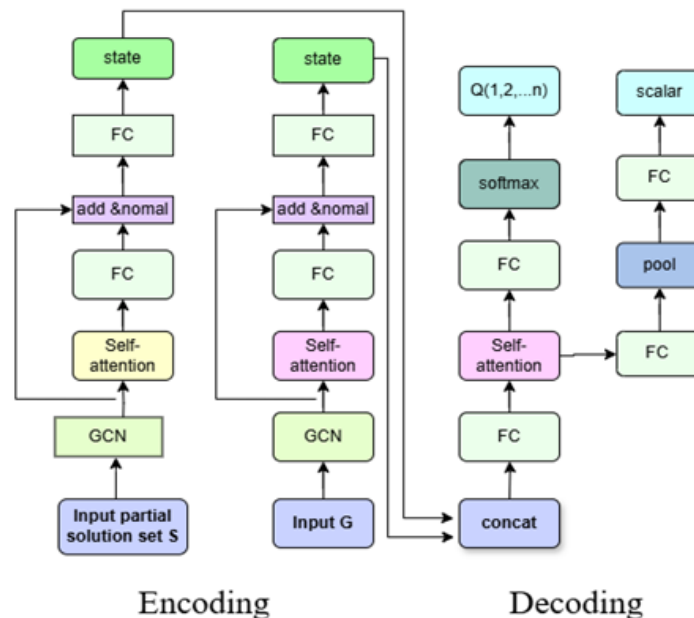 state
FC
add &nomal
FC
Self-
attention
GCN
Input partial
solution set S
state
FC
add &nomal
FC
Self-
attention
GCN
Input G
Q(1,2,...n)
softmax
FC
Self-
attention
FC
concat
scalar
FC
pool
FC
Encoding
Decoding